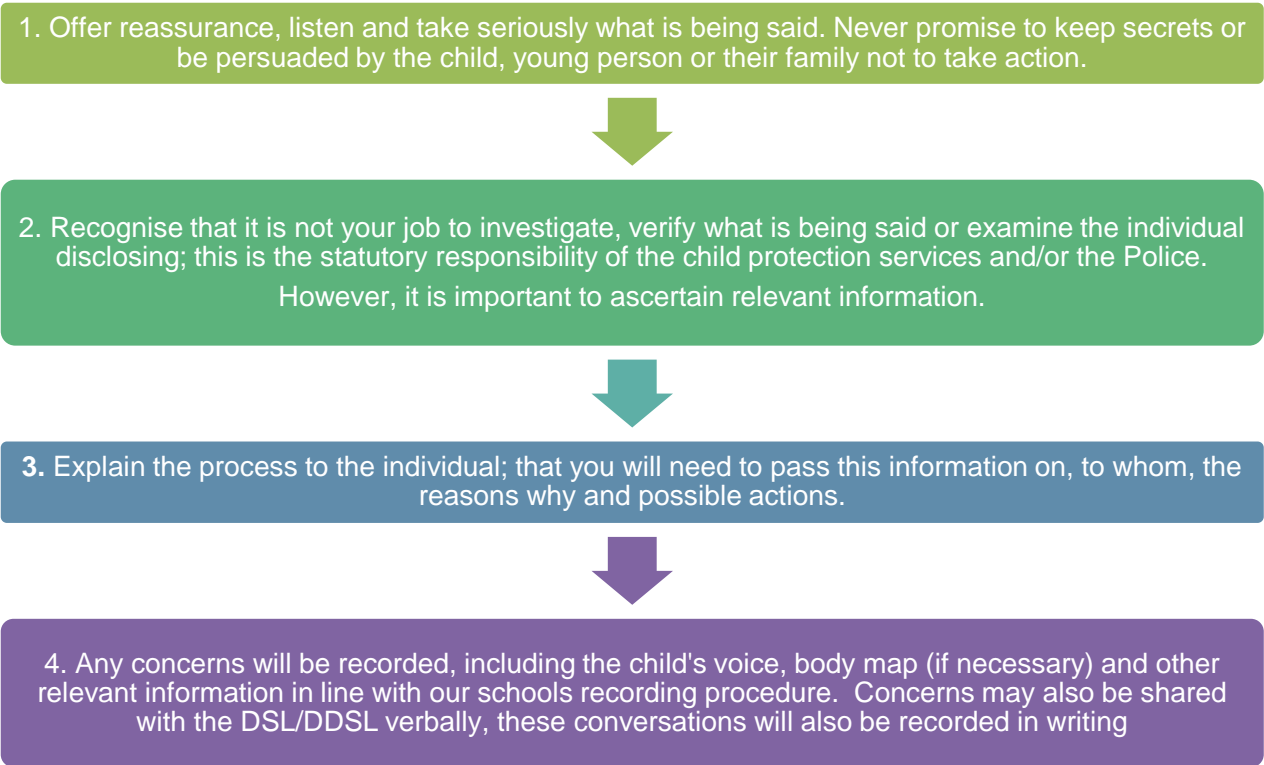 1. Offer reassurance, listen and take seriously what is being said. Never promise to keep secrets or
be persuaded by the child, young person or their family not to take action.
2. Recognise that it is not your job to investigate, verify what is being said or examine the individual
disclosing; this is the statutory responsibility of the child protection services and/or the Police.
However, it is important to ascertain relevant information.
3. Explain the process to the individual; that you will need to pass this information on, to whom, the
reasons why and possible actions.
4. Any concerns will be recorded, including the child's voice, body map (if necessary) and other
relevant information in line with our schools recording procedure.  Concerns may also be shared
with the DSL/DDSL verbally, these conversations will also be recorded in writing